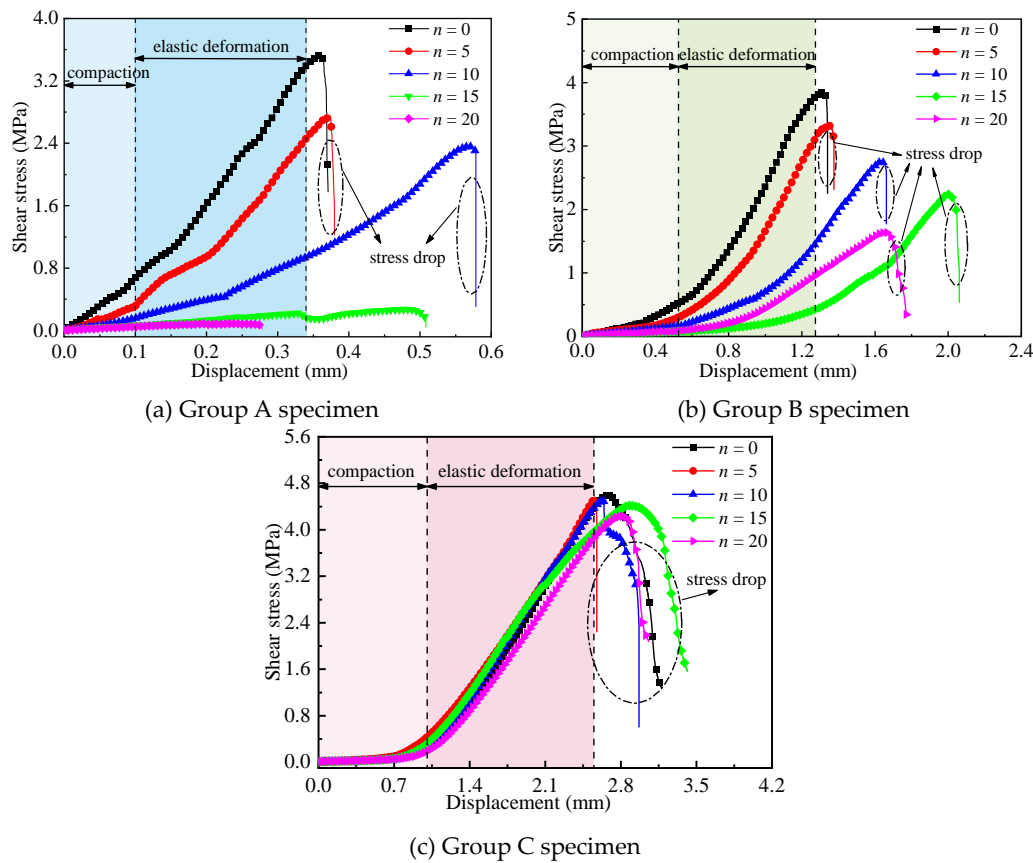 4.0
3.2
2.4
1.6
0.8
0.0
Shear stress (MPa)
compaction
elastic deformation
n = 0
n = 5
n = 10
n = 15
n = 20
stress drop
0.0 0.1 0.2 0.3 0.4 0.5 0.6
Displacement (mm)
(a) Group A specimen
5
4
3
2
1
0
Shear stress (MPa)
compaction
elastic deformation
n = 0
n = 5
n = 10
n = 15
n = 20
stress drop
0.0 0.4 0.8 1.2 1.6 2.0 2.4
Displacement (mm)
(b) Group B specimen
5.6
4.8
4.0
3.2
2.4
1.6
0.8
0.0
Shear stress (MPa)
compaction
elastic deformation
n = 0
n = 5
n = 10
n = 15
n = 20
stress drop
0.0 0.7 1.4 2.1 2.8 3.5 4.2
Displacement (mm)
(c) Group C specimen